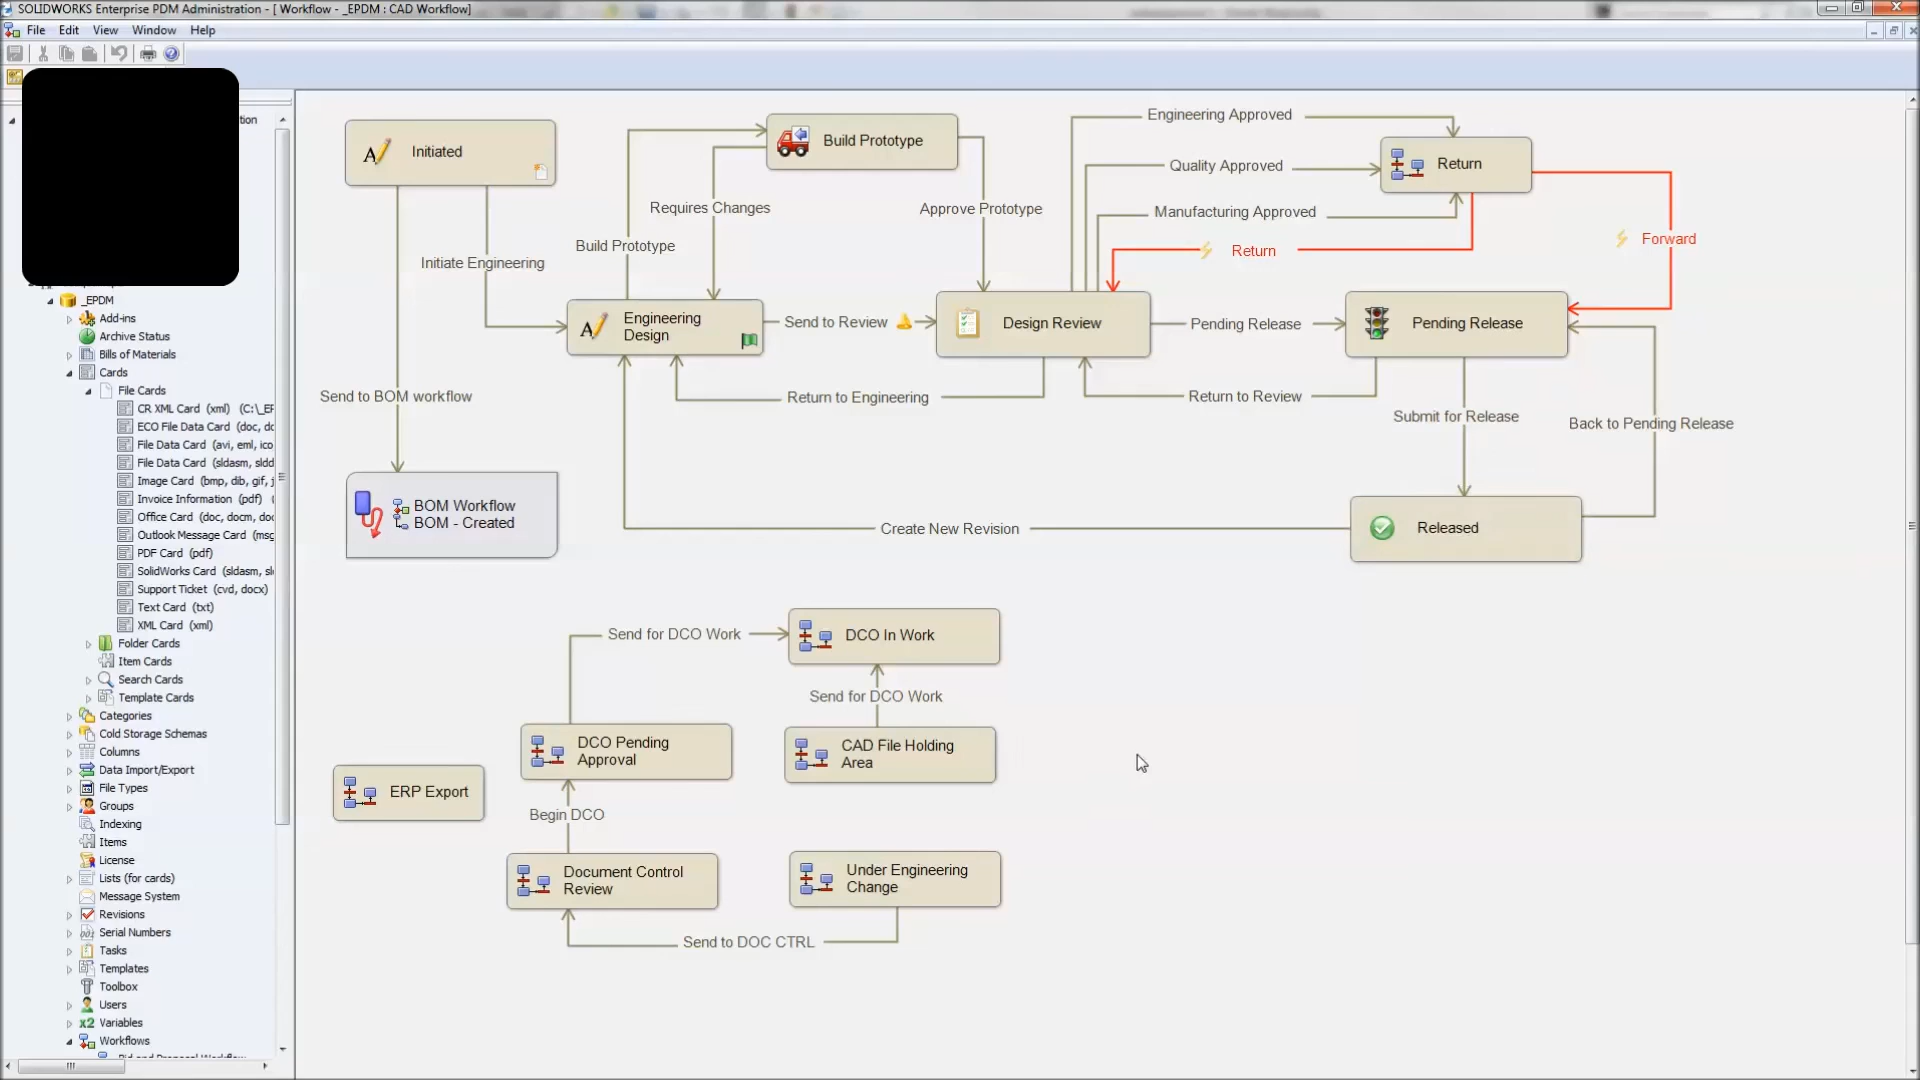 SOLIDWORKS Enterprise PDM Administration - [ Workflow - _EPDM : CAD Workflow]
File Edit View Window Help
tion
_EPDM
Add-ins
Archive Status
Bills of Materials
Cards
File Cards
CR XML Card (xml) (C:\_EP
ECO File Data Card (doc, do
File Data Card (avi, eml, ico
File Data Card (sldasm, sldd
Image Card (bmp, dib, gif, j
Invoice Information (pdf) (
Office Card (doc, docm, doc
Outlook Message Card (msg
PDF Card (pdf)
SolidWorks Card (sldasm, sl
Support Ticket (cvd, docx)
Text Card (txt)
XML Card (xml)
Folder Cards
Item Cards
Search Cards
Template Cards
Categories
Cold Storage Schemas
Columns
Data Import/Export
File Types
Groups
Indexing
Items
License
Lists (for cards)
Message System
Revisions
Serial Numbers
Tasks
Templates
Toolbox
Users
Variables
Workflows
Bid and Proposal Workflow
Initiated
Build Prototype
Engineering Approved
Return
Quality Approved
Requires Changes
Approve Prototype
Manufacturing Approved
Build Prototype
Return
Forward
Initiate Engineering
Engineering
Design
Send to Review
Design Review
Pending Release
Pending Release
Send to BOM workflow
Return to Engineering
Return to Review
Submit for Release
Back to Pending Release
BOM Workflow
BOM - Created
Create New Revision
Released
Send for DCO Work
DCO In Work
Send for DCO Work
DCO Pending
Approval
CAD File Holding
Area
ERP Export
Begin DCO
Document Control
Review
Under Engineering
Change
Send to DOC CTRL